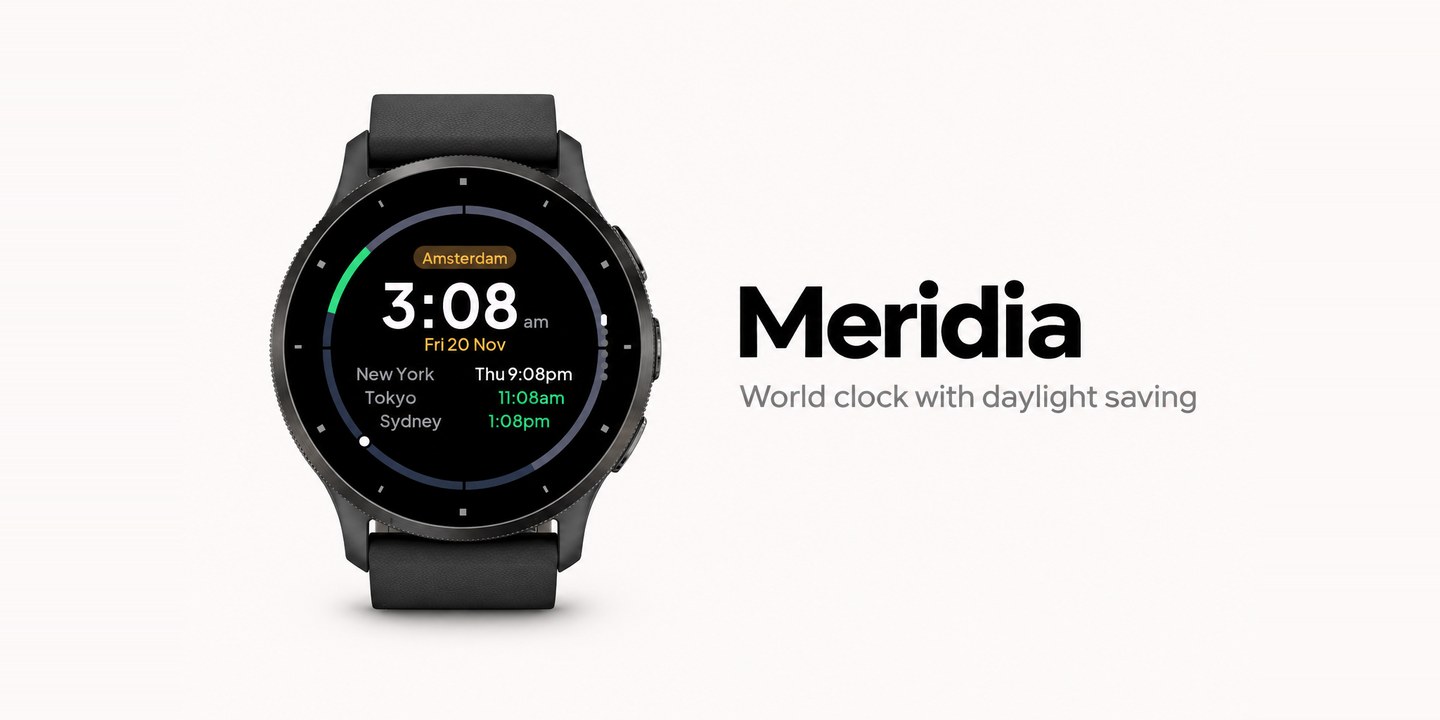 Amsterdam
3:08 am
Fri 20 Nov
New York Thu 9:08pm
Tokyo 11:08am
Sydney 1:08pm
Meridia
World clock with daylight saving